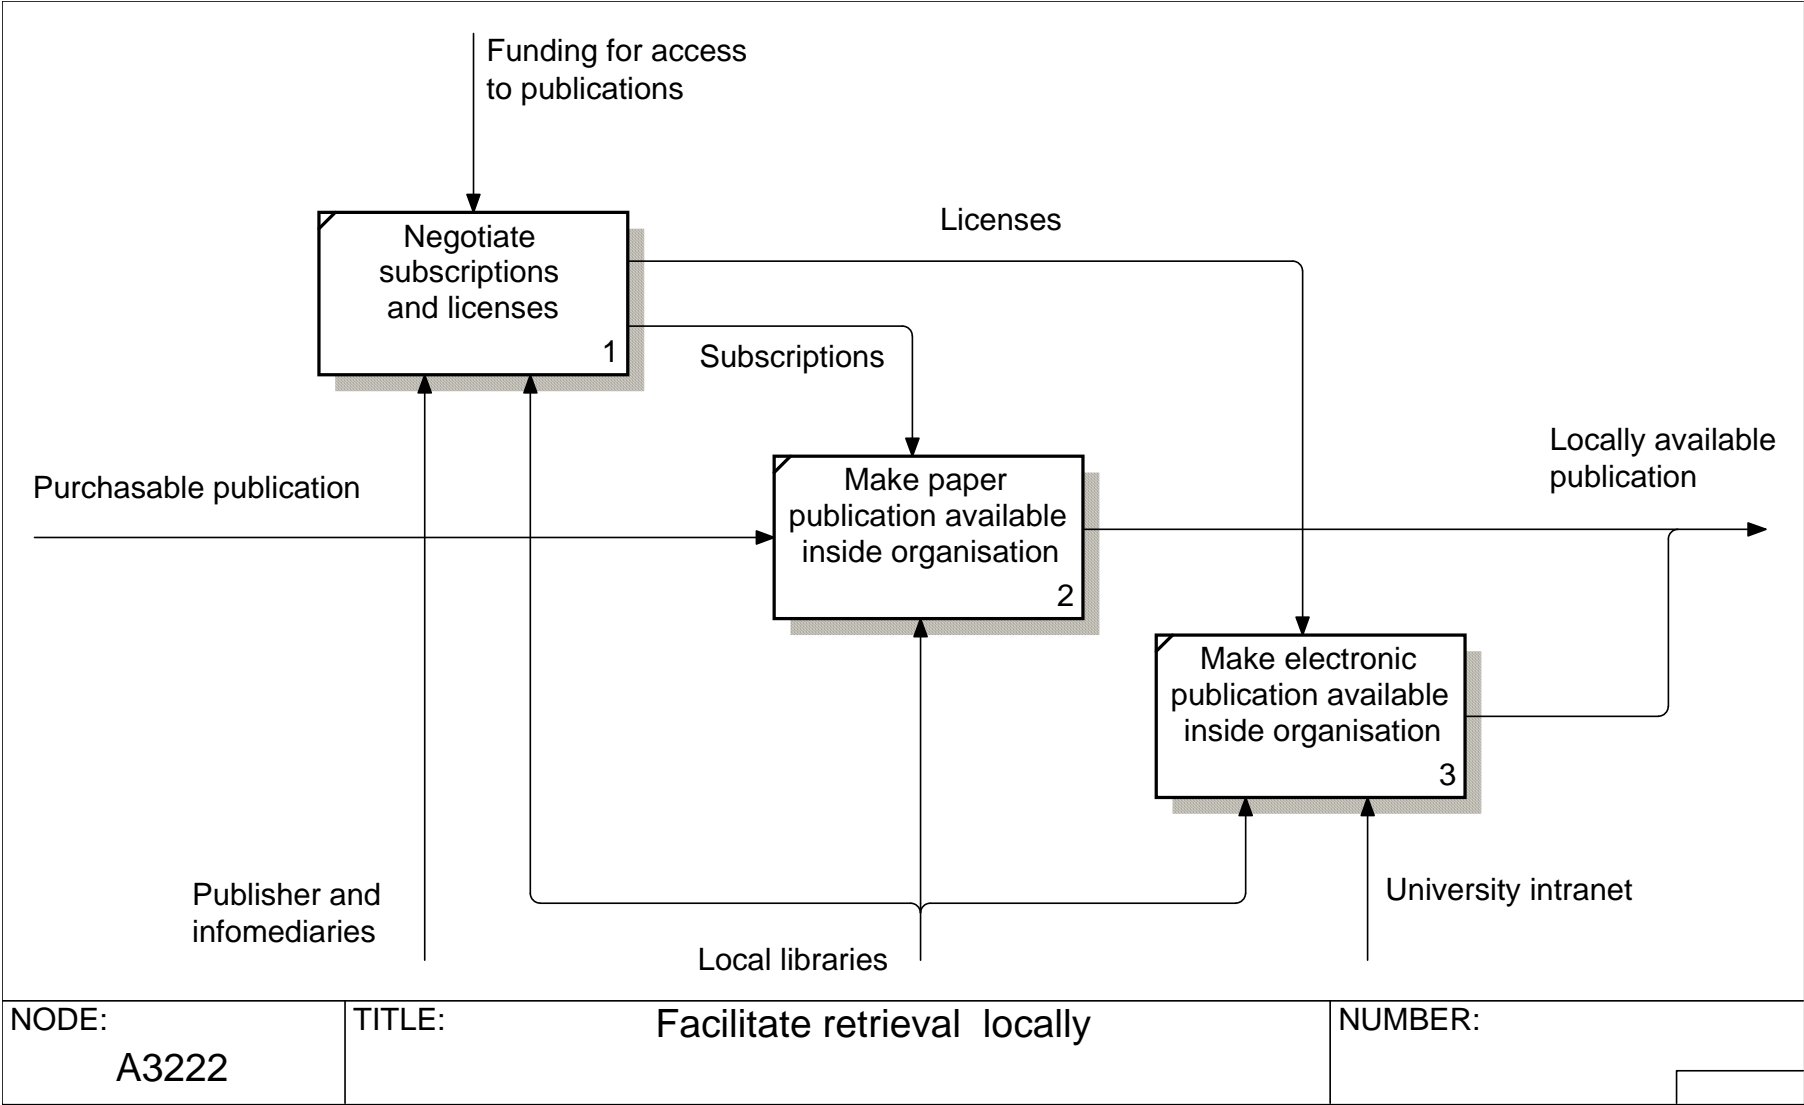 Funding for access
to publications
Negotiate
subscriptions
and licenses
1
Licenses
Subscriptions
Purchasable publication
Make paper
publication available
inside organisation
2
Locally available
publication
Make electronic
publication available
inside organisation
3
Publisher and
infomediaries
Local libraries
University intranet
NODE:
A3222
TITLE:
Facilitate retrieval  locally
NUMBER: